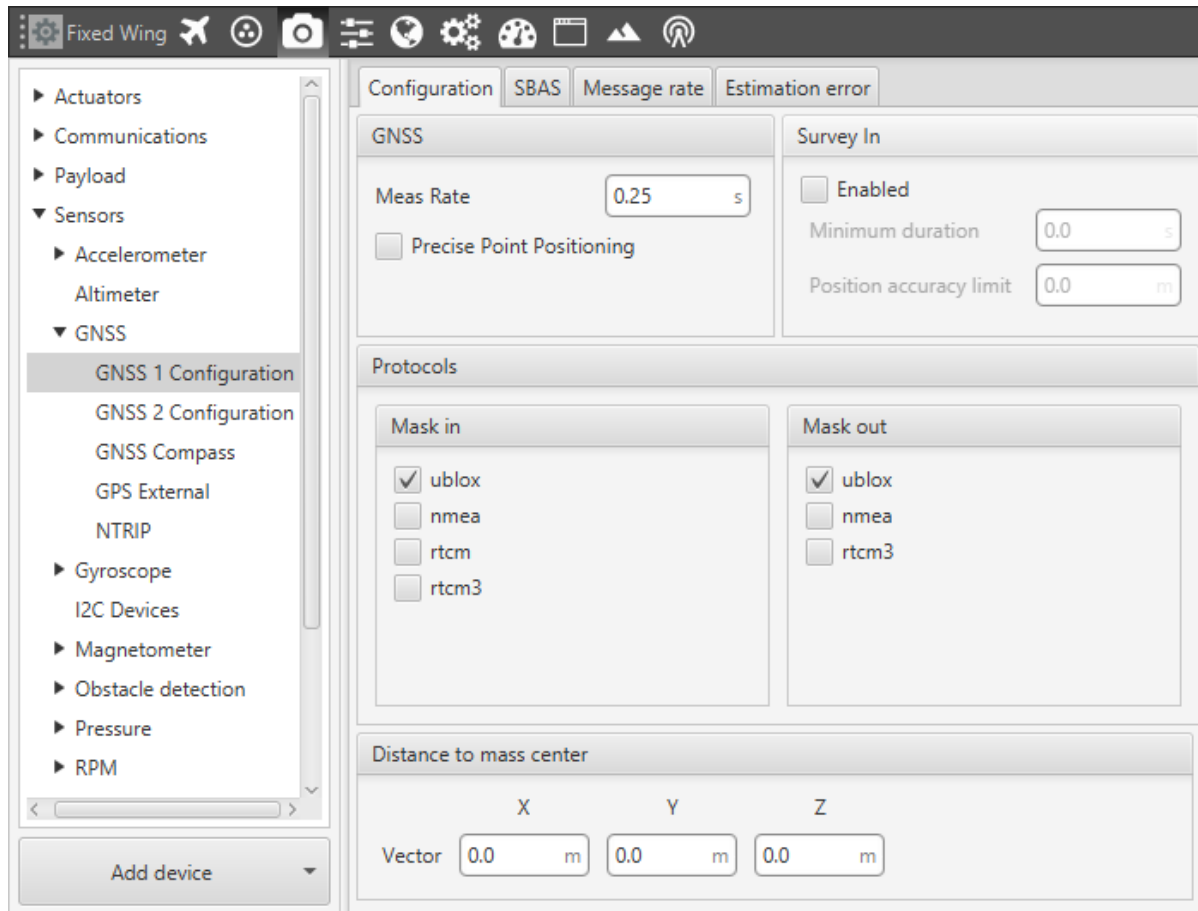 Fixed Wing
Actuators
Communications
Payload
Sensors
Accelerometer
Altimeter
GNSS
GNSS 1 Configuration
GNSS 2 Configuration
GNSS Compass
GPS External
NTRIP
Gyroscope
I2C Devices
Magnetometer
Obstacle detection
Pressure
RPM
Add device
Configuration SBAS Message rate Estimation error
GNSS
Meas Rate 0.25 s
Precise Point Positioning
Survey In
Enabled
Minimum duration 0.0 s
Position accuracy limit 0.0 m
Protocols
Mask in
ublox
nmea
rtcm
rtcm3
Mask out
ublox
nmea
rtcm3
Distance to mass center
X Y Z
Vector 0.0 m 0.0 m 0.0 m